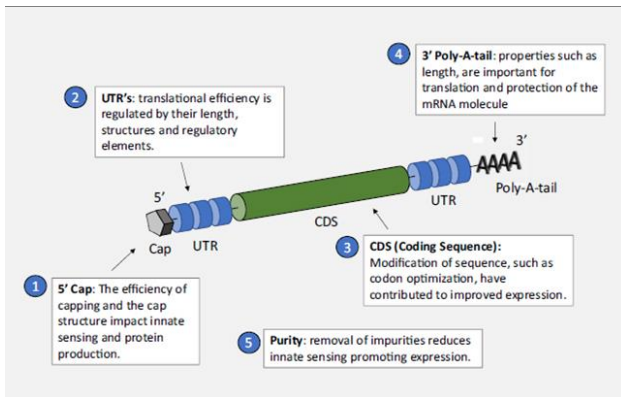 4
3' Poly-A-tail: properties such as
length, are important for
translation and protection of the
mRNA molecule
2
UTR's: translational efficiency is
regulated by their length,
structures and regulatory
elements.
3'
AAAA
Poly-A-tail
5'
UTR
CDS
Cap
UTR
3
CDS (Coding Sequence):
Modification of sequence, such as
codon optimization, have
contributed to improved expression.
1
5' Cap: The efficiency of
capping and the cap
structure impact innate
sensing and protein
production.
5
Purity: removal of impurities reduces
innate sensing promoting expression.